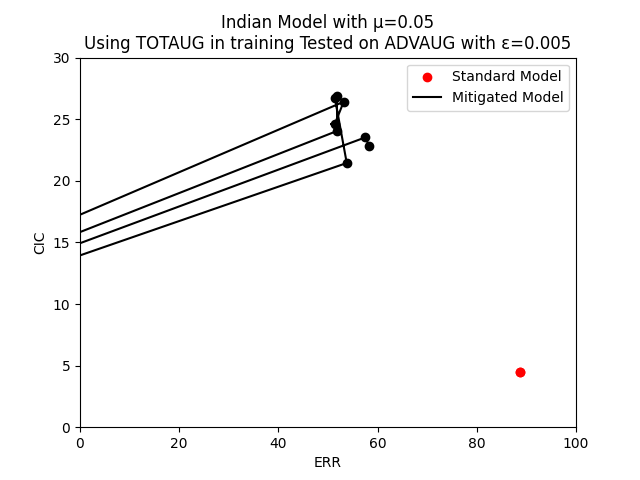 Indian Model with μ=0.05
Using TOTAUG in training Tested on ADVAUG with ε=0.005
Standard Model
Mitigated Model
30
25
20
15
10
5
0
CIC
0 20 40 60 80 100
ERR